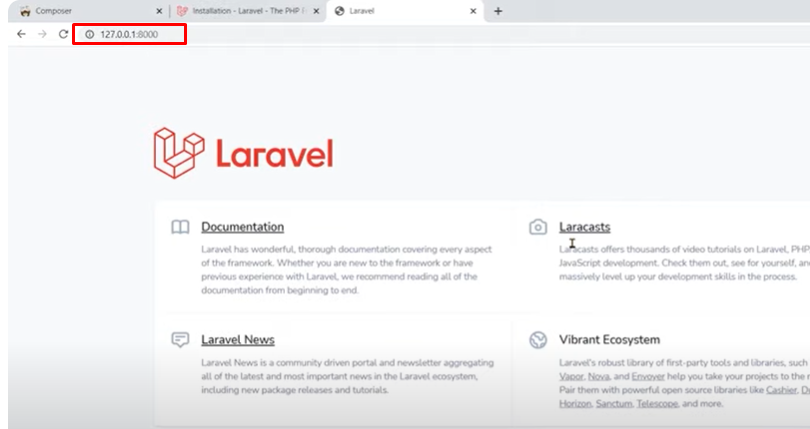 Composer
Installation - Laravel - The PHP
Laravel
127.0.0.1:8000
Laravel
Documentation
Laravel has wonderful, thorough documentation covering every aspect
of the framework. Whether you are new to the framework or have
previous experience with Laravel, we recommend reading all of the
documentation from beginning to end.
Laracasts
Laracasts offers thousands of video tutorials on Laravel, PHP
JavaScript development. Check them out, see for yourself, and
massively level up your development skills in the process.
Laravel News
Laravel News is a community driven portal and newsletter aggregating
all of the latest and most important news in the Laravel ecosystem,
including new package releases and tutorials.
Vibrant Ecosystem
Laravel's robust library of first-party tools and libraries, such
Vapor, Nova, and Envoyer help you take your projects to the
Pair them with powerful open source libraries like Cashier,
Horizon, Sanctum, Telescope, and more.